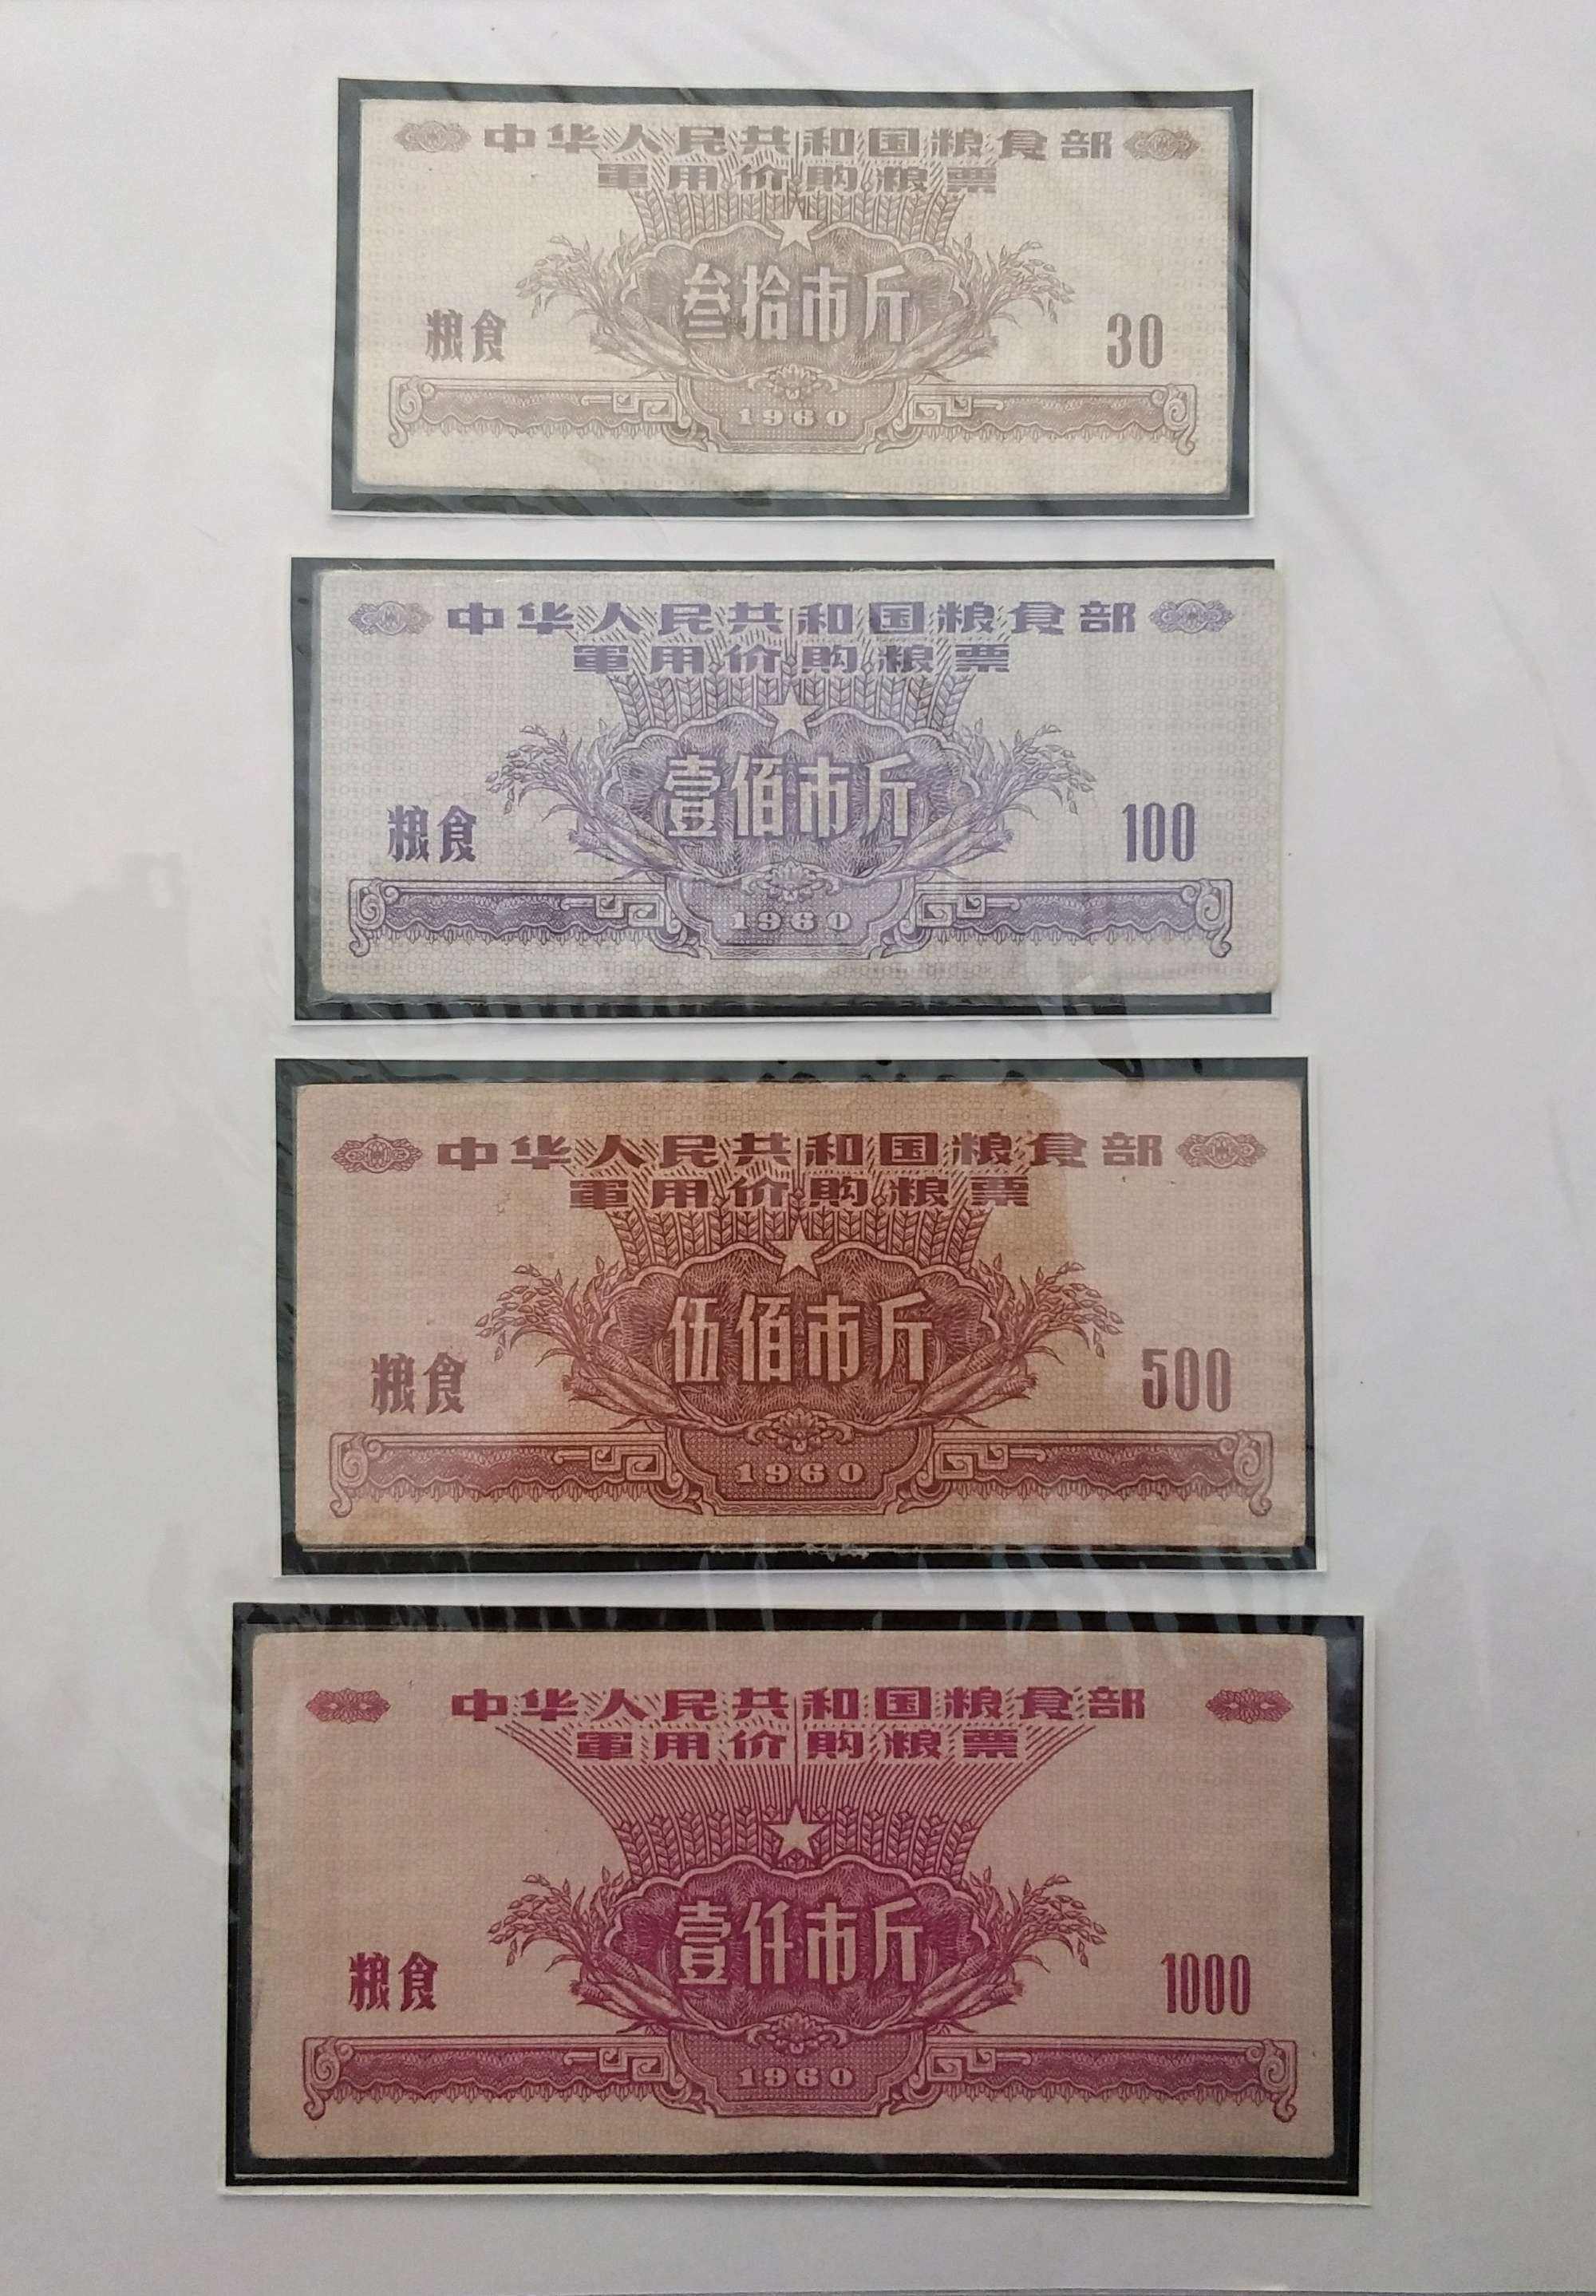 中华人民共和国粮食部
軍用价購粮票
叁拾市斤
粮食
30
1960
中华人民共和国粮食部
軍用价購粮票
壹佰市斤
粮食
100
1960
中华人民共和国粮食部
軍用价購粮票
伍佰市斤
粮食
500
1960
中华人民共和国粮食部
軍用价購粮票
壹仟市斤
粮食
1000
1960